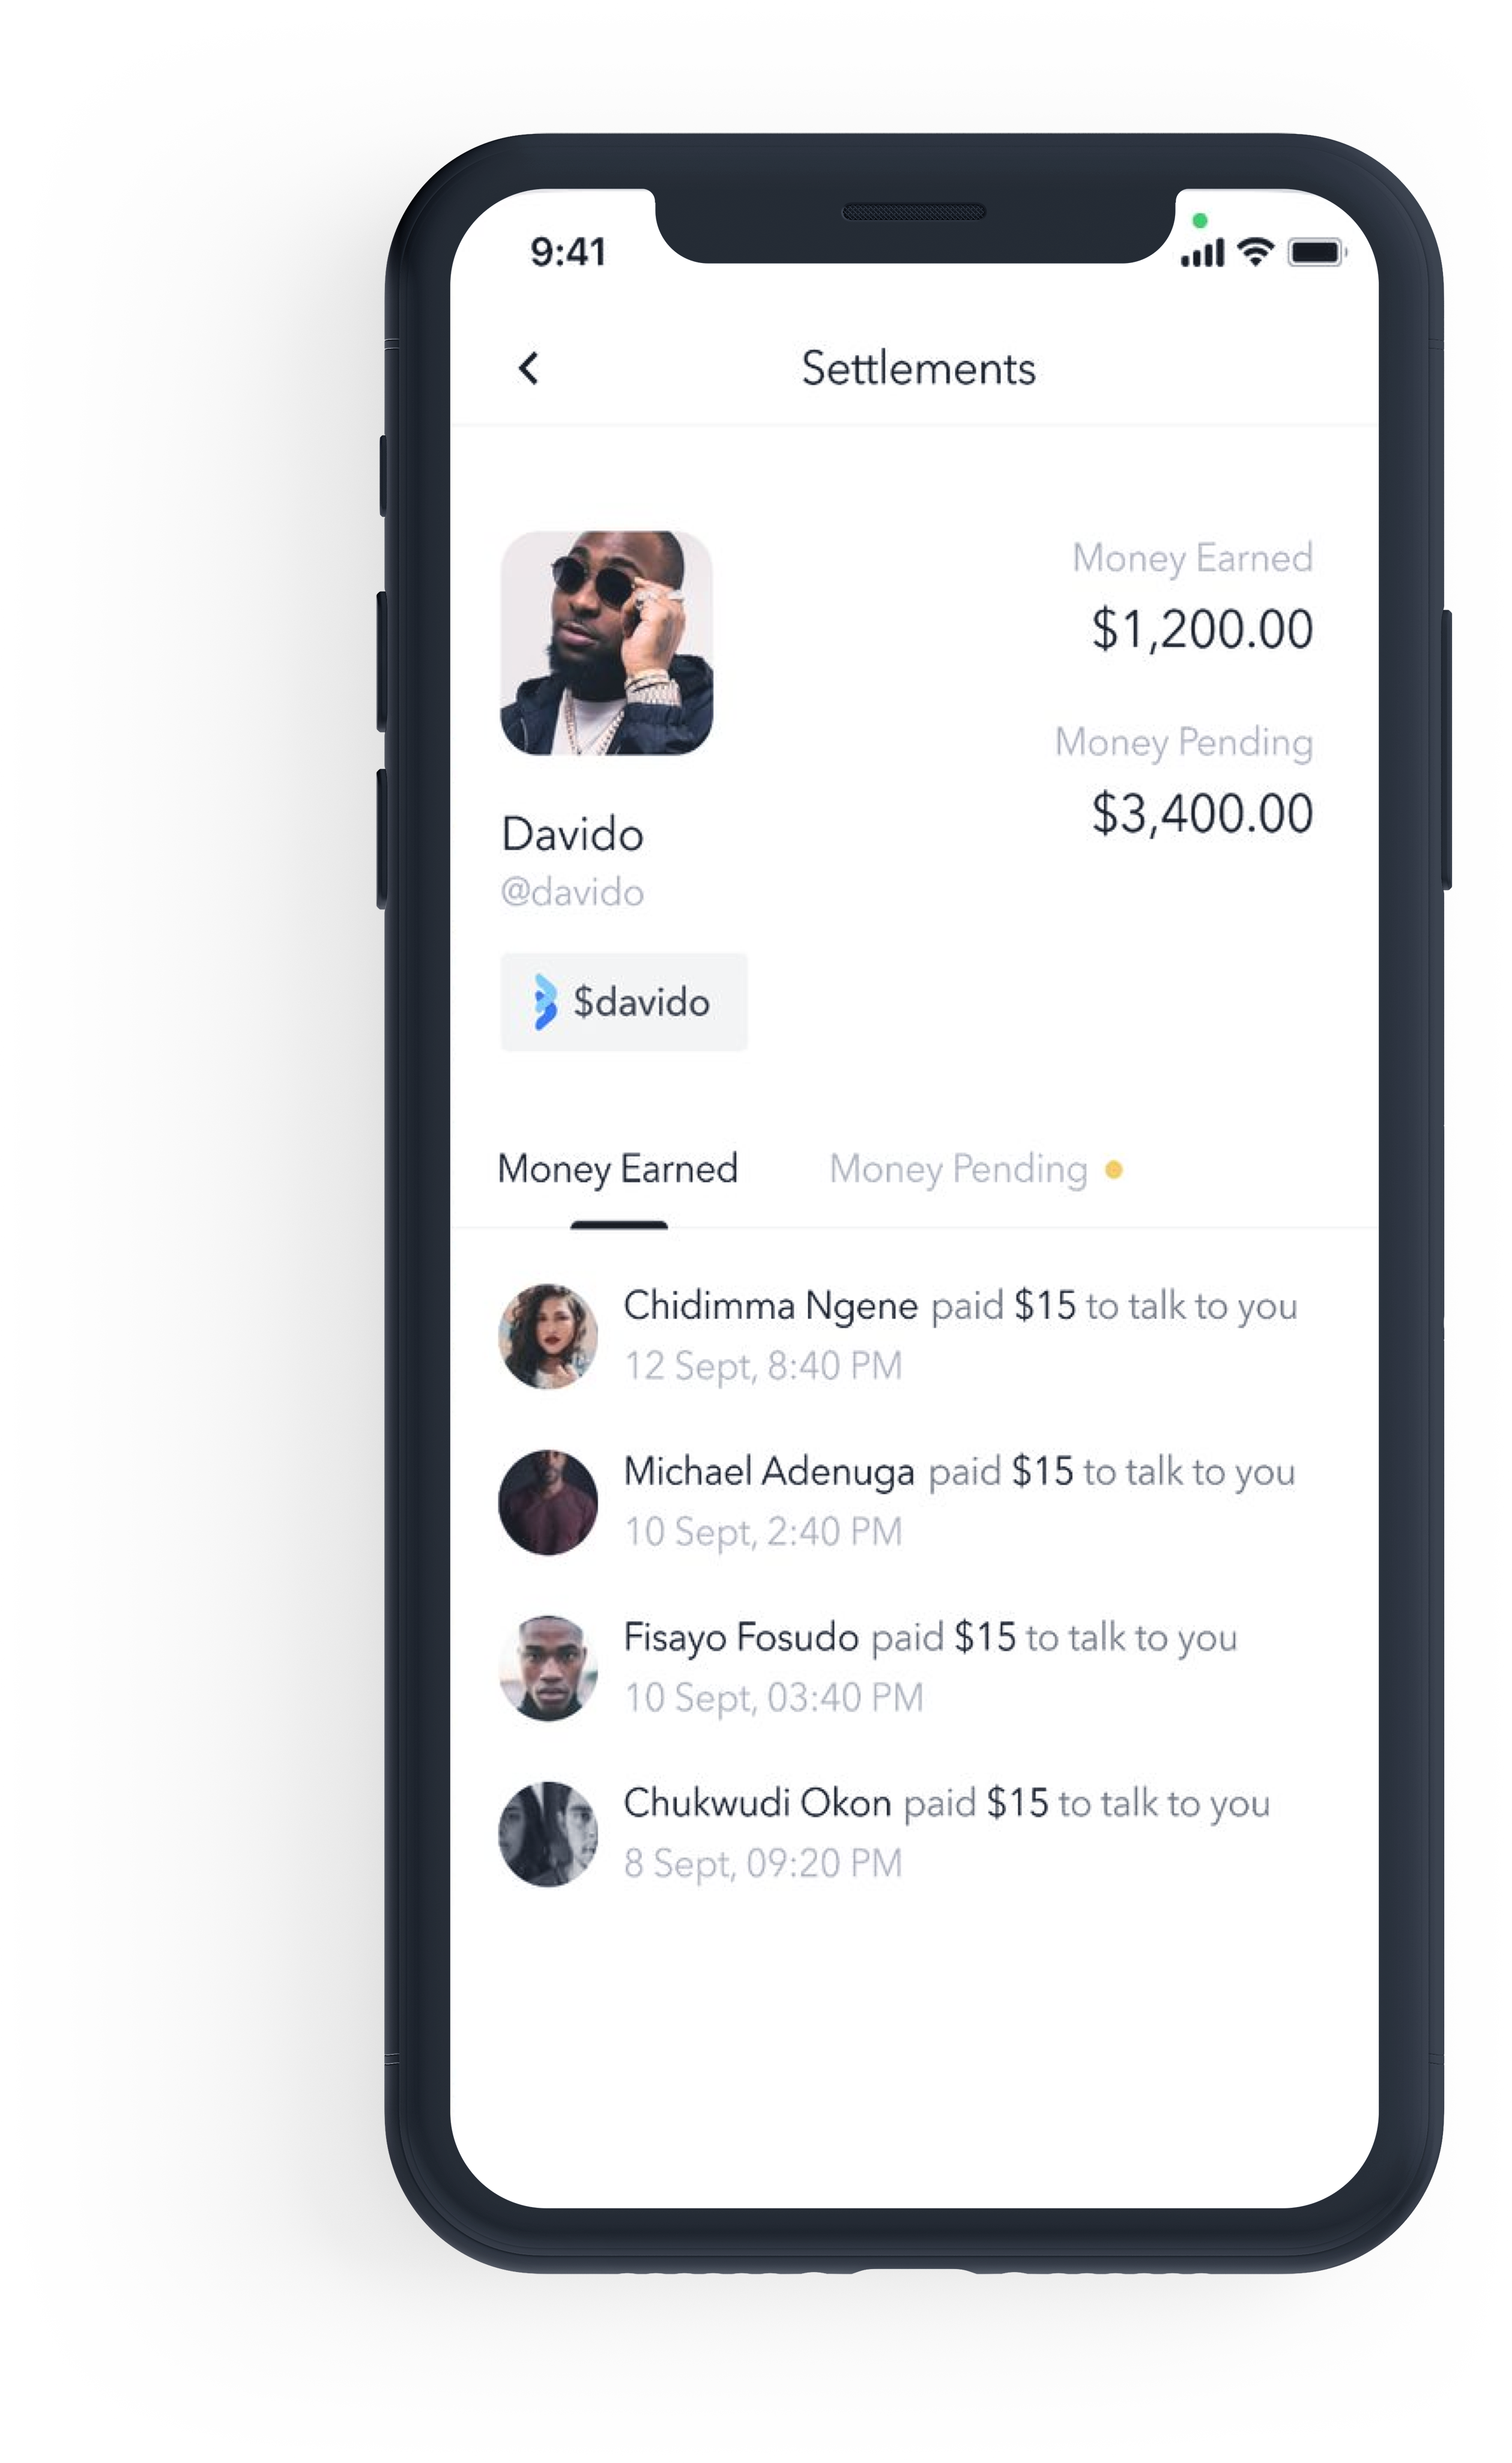 9:41
Settlements
Money Earned
$1,200.00
Money Pending
$3,400.00
Davido
@davido
$davido
Money Earned Money Pending
Chidimma Ngene paid $15 to talk to you
12 Sept, 8:40 PM
Michael Adenuga paid $15 to talk to you
10 Sept, 2:40 PM
Fisayo Fosudo paid $15 to talk to you
10 Sept, 03:40 PM
Chukwudi Okon paid $15 to talk to you
8 Sept, 09:20 PM